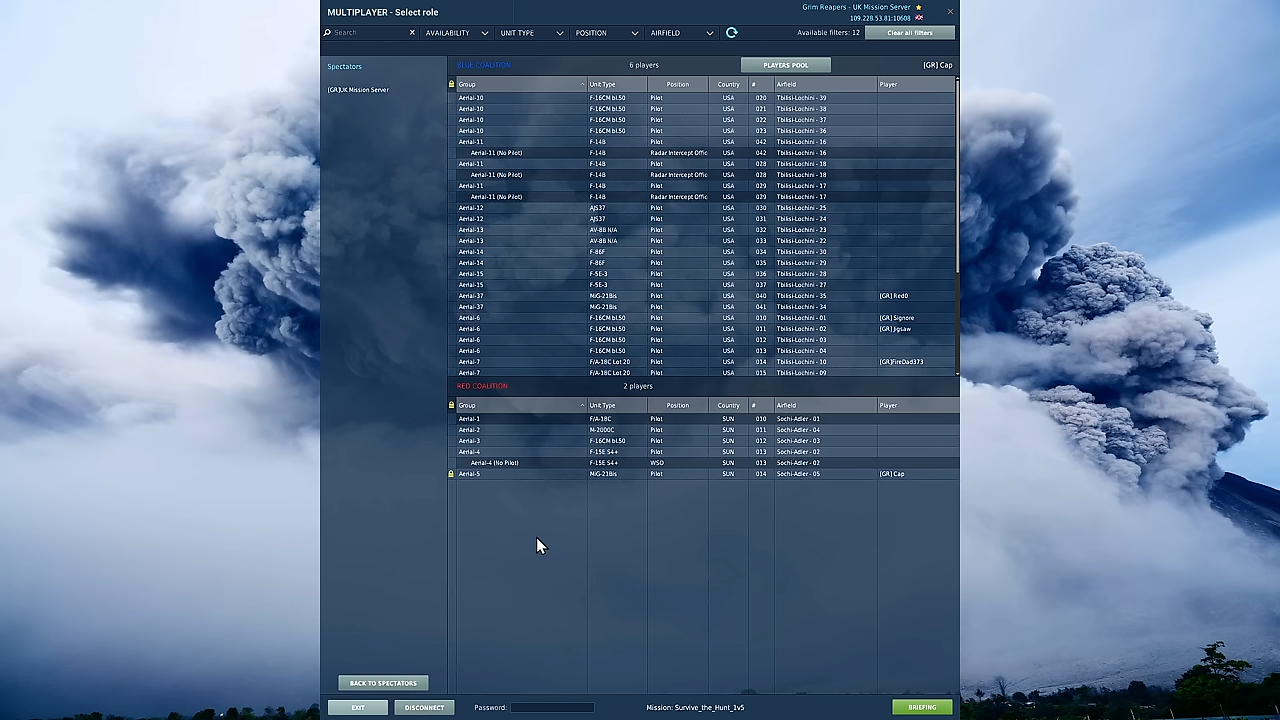 MULTIPLAYER - Select role
Grim Reapers - UK Mission Server
109.228.53.81:10608
Search AVAILABILITY UNIT TYPE POSITION AIRFIELD Available filters: 12 Clear all filters
Spectators
[GR]UK Mission Server
BLUE COALITION 6 players PLAYERS POOL [GR] Cap
Group Unit Type Position Country # Airfield Player
Aerial-10 F-16CM bl.50 Pilot USA 020 Tbilisi-Lochini - 39
Aerial-10 F-16CM bl.50 Pilot USA 021 Tbilisi-Lochini - 38
Aerial-10 F-16CM bl.50 Pilot USA 022 Tbilisi-Lochini - 37
Aerial-10 F-16CM bl.50 Pilot USA 023 Tbilisi-Lochini - 36
Aerial-11 F-14B Pilot USA 042 Tbilisi-Lochini - 16
Aerial-11 (No Pilot) F-14B Radar Intercept Offic USA 042 Tbilisi-Lochini - 16
Aerial-11 F-14B Pilot USA 028 Tbilisi-Lochini - 18
Aerial-11 (No Pilot) F-14B Radar Intercept Offic USA 028 Tbilisi-Lochini - 18
Aerial-11 F-14B Pilot USA 029 Tbilisi-Lochini - 17
Aerial-11 (No Pilot) F-14B Radar Intercept Offic USA 029 Tbilisi-Lochini - 17
Aerial-12 AJS37 Pilot USA 030 Tbilisi-Lochini - 25
Aerial-12 AJS37 Pilot USA 031 Tbilisi-Lochini - 24
Aerial-13 AV-8B N/A Pilot USA 032 Tbilisi-Lochini - 23
Aerial-13 AV-8B N/A Pilot USA 033 Tbilisi-Lochini - 22
Aerial-14 F-86F Pilot USA 034 Tbilisi-Lochini - 30
Aerial-14 F-86F Pilot USA 035 Tbilisi-Lochini - 29
Aerial-15 F-5E-3 Pilot USA 036 Tbilisi-Lochini - 28
Aerial-15 F-5E-3 Pilot USA 037 Tbilisi-Lochini - 27
Aerial-37 MiG-21Bis Pilot USA 040 Tbilisi-Lochini - 35 [GR] Red0
Aerial-37 MiG-21Bis Pilot USA 041 Tbilisi-Lochini - 34
Aerial-6 F-16CM bl.50 Pilot USA 010 Tbilisi-Lochini - 01 [GR] Signore
Aerial-6 F-16CM bl.50 Pilot USA 011 Tbilisi-Lochini - 02 [GR] Jigsaw
Aerial-6 F-16CM bl.50 Pilot USA 012 Tbilisi-Lochini - 03
Aerial-6 F-16CM bl.50 Pilot USA 013 Tbilisi-Lochini - 04
Aerial-7 F/A-18C Lot 20 Pilot USA 014 Tbilisi-Lochini - 10 [GR]FireDad373
Aerial-7 F/A-18C Lot 20 Pilot USA 015 Tbilisi-Lochini - 09
RED COALITION 2 players
Group Unit Type Position Country # Airfield Player
Aerial-1 F/A-18C Pilot SUN 010 Sochi-Adler - 01
Aerial-2 M-2000C Pilot SUN 011 Sochi-Adler - 04
Aerial-3 F-16CM bl.50 Pilot SUN 012 Sochi-Adler - 03
Aerial-4 F-15E S4+ Pilot SUN 013 Sochi-Adler - 02
Aerial-4 (No Pilot) F-15E S4+ WSO SUN 013 Sochi-Adler - 02
Aerial-5 MiG-21Bis Pilot SUN 014 Sochi-Adler - 05 [GR] Cap
BACK TO SPECTATORS
EXIT DISCONNECT Password: Mission: Survive_the_Hunt_1v5 BRIEFING